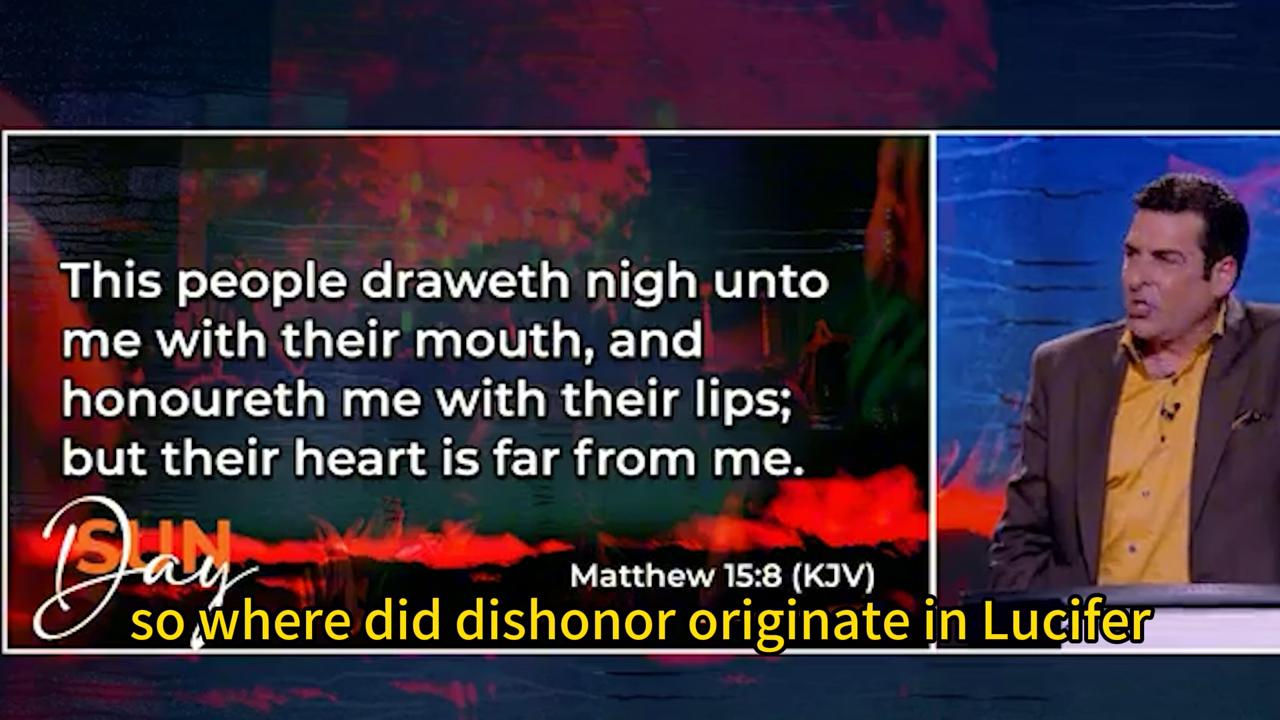 This people draweth nigh unto
me with their mouth, and
honoureth me with their lips;
but their heart is far from me.
SUN
Day
Matthew 15:8 (KJV)
so where did dishonor originate in Lucifer